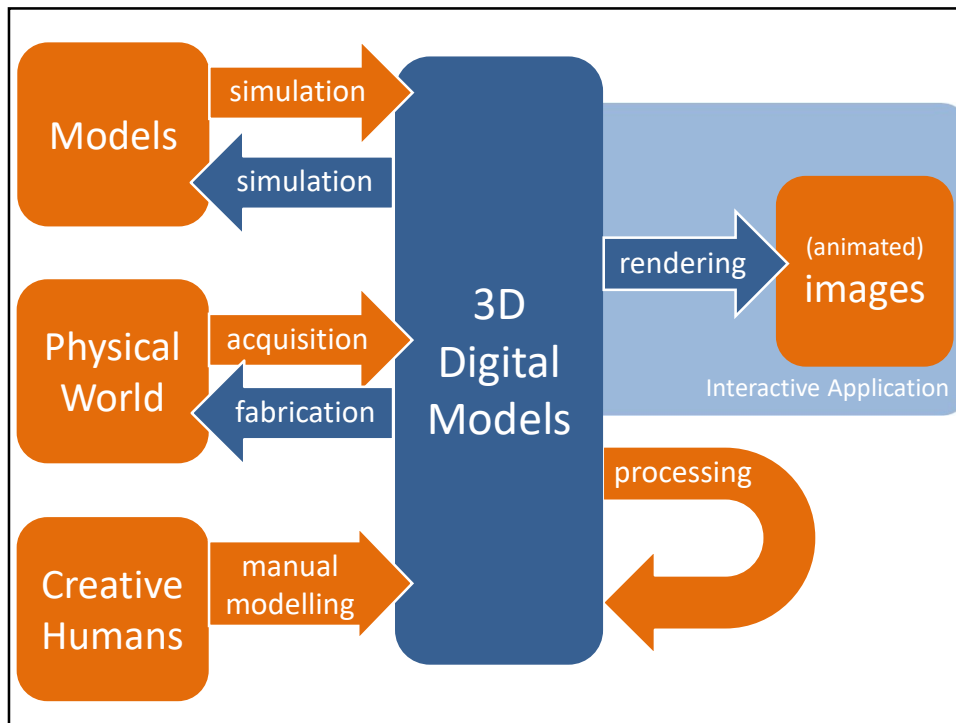 Models
simulation
simulation
Physical
World
acquisition
fabrication
Creative
Humans
manual
modelling
3D
Digital
Models
rendering
(animated)
images
Interactive Application
processing